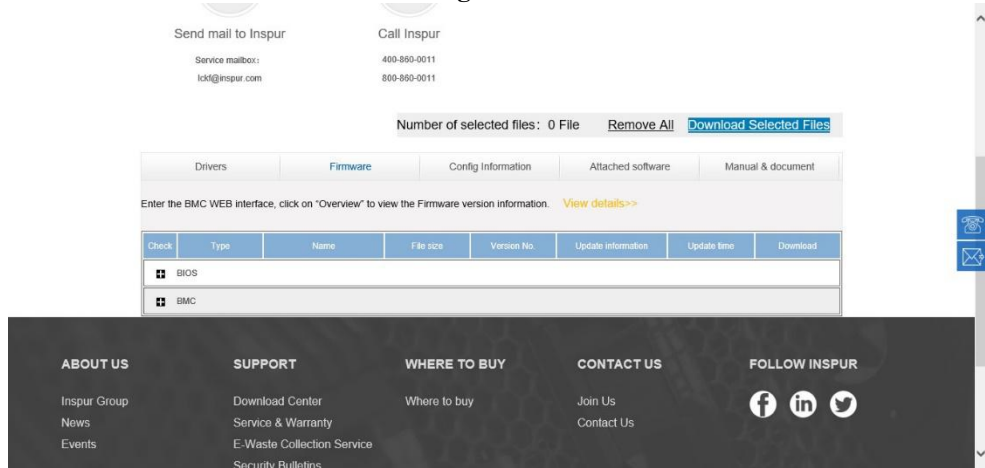 Send mail to Inspur
Call Inspur
Service mailbox:
400-860-0011
lckf@inspur.com
800-860-0011
Number of selected files: 0 File Remove All Download Selected Files
Drivers Firmware Config Information Attached software Manual & document
Enter the BMC WEB interface, click on "Overview" to view the Firmware version information. View details>>
Check Type Name File size Version No. Update information Update time Download
BIOS
BMC
ABOUT US SUPPORT WHERE TO BUY CONTACT US FOLLOW INSPUR
Inspur Group Download Center Where to buy Join Us
News Service & Warranty Contact Us
Events E-Waste Collection Service
Security Bulletins